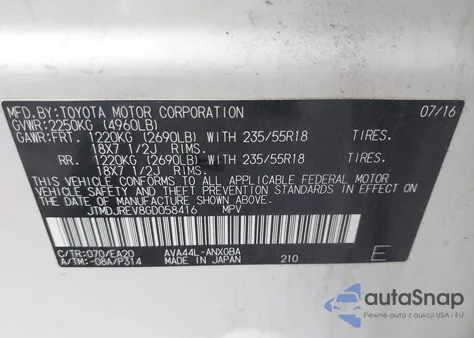 MFD.BY:TOYOTA MOTOR CORPORATION 07/16
GVWR:2250KG (4960LB)
GAWR:FRT. 1220KG (2690LB) WITH 235/55R18 TIRES.
18X7 1/2J RIMS.
RR. 1220KG (2690LB) WITH 235/55R18 TIRES.
18X7 1/2J RIMS.
THIS VEHICLE CONFORMS TO ALL APPLICABLE FEDERAL MOTOR
VEHICLE SAFETY AND THEFT PREVENTION STANDARDS IN EFFECT
ON THE DATE OF MANUFACTURE SHOWN ABOVE.
JTMDJREV8GD058416 MPV
C/TR:070/EA20 AVA44L-ANXGBA E
A/TM:-08A/P314 MADE IN JAPAN 210
autoSnap
VEHICLE HISTORY